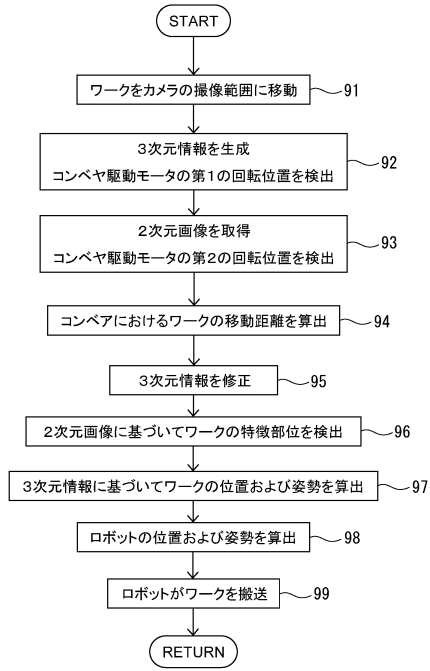 START
ワークをカメラの撮像範囲に移動
91
3次元情報を生成
コンベヤ駆動モータの第1の回転位置を検出
92
2次元画像を取得
コンベヤ駆動モータの第2の回転位置を検出
93
コンベアにおけるワークの移動距離を算出
94
3次元情報を修正
95
2次元画像に基づいてワークの特徴部位を検出
96
3次元情報に基づいてワークの位置および姿勢を算出
97
ロボットの位置および姿勢を算出
98
ロボットがワークを搬送
99
RETURN